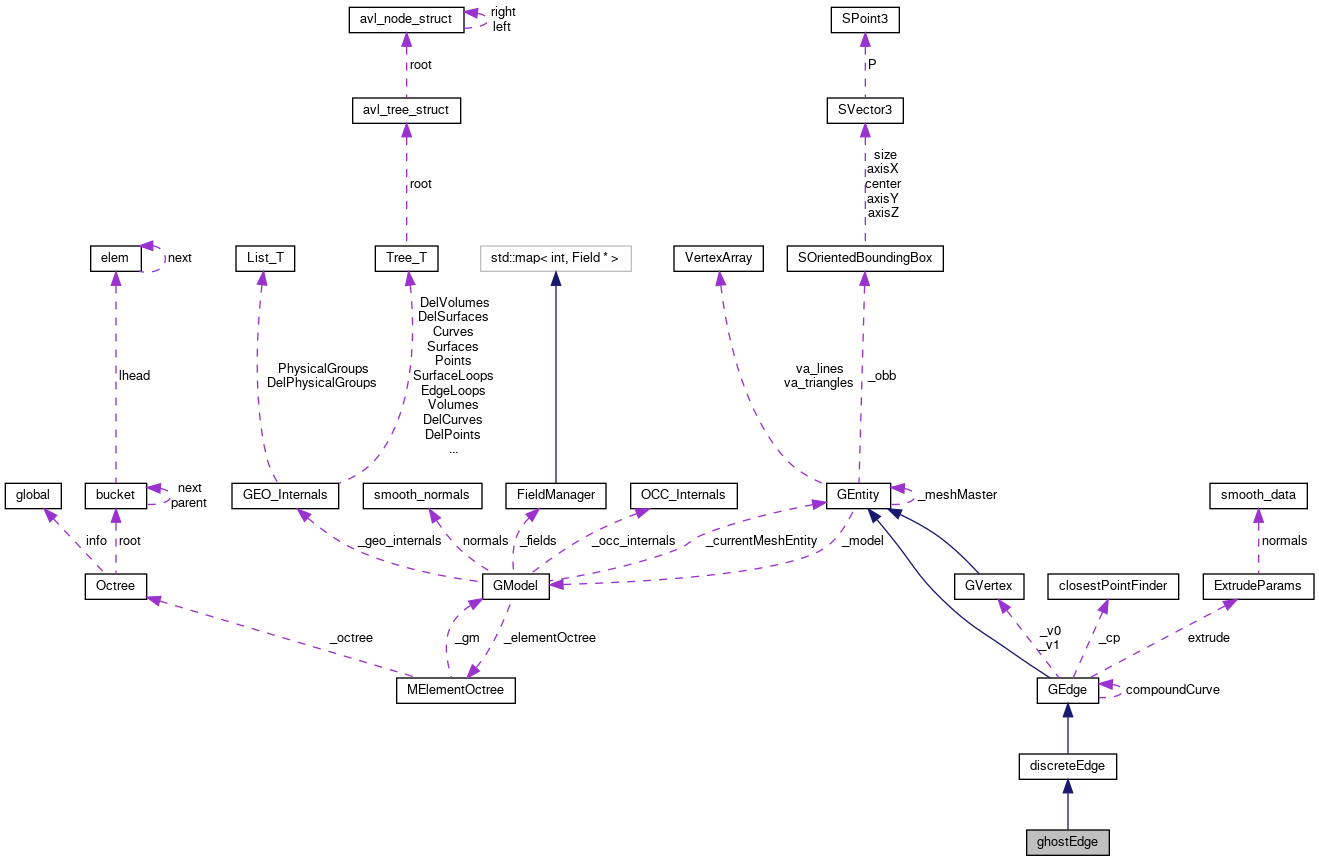 avl_node_struct
right
left
SPoint3
root
P
avl_tree_struct
SVector3
root
size
axisX
center
axisY
axisZ
elem
next
List_T
Tree_T
std::map< int, Field * >
VertexArray
SOrientedBoundingBox
lhead
PhysicalGroups
DelPhysicalGroups
DelVolumes
DelSurfaces
Curves
Surfaces
Points
SurfaceLoops
EdgeLoops
Volumes
DelCurves
DelPoints
...
va_lines
va_triangles
_obb
global
bucket
next
parent
GEO_Internals
smooth_normals
FieldManager
OCC_Internals
GEntity
_meshMaster
smooth_data
info
root
_geo_internals
normals
_fields
_occ_internals
_currentMeshEntity
_model
normals
Octree
GModel
GVertex
closestPointFinder
ExtrudeParams
_octree
_gm
_elementOctree
_v0
_v1
_cp
extrude
MElementOctree
GEdge
compoundCurve
discreteEdge
ghostEdge